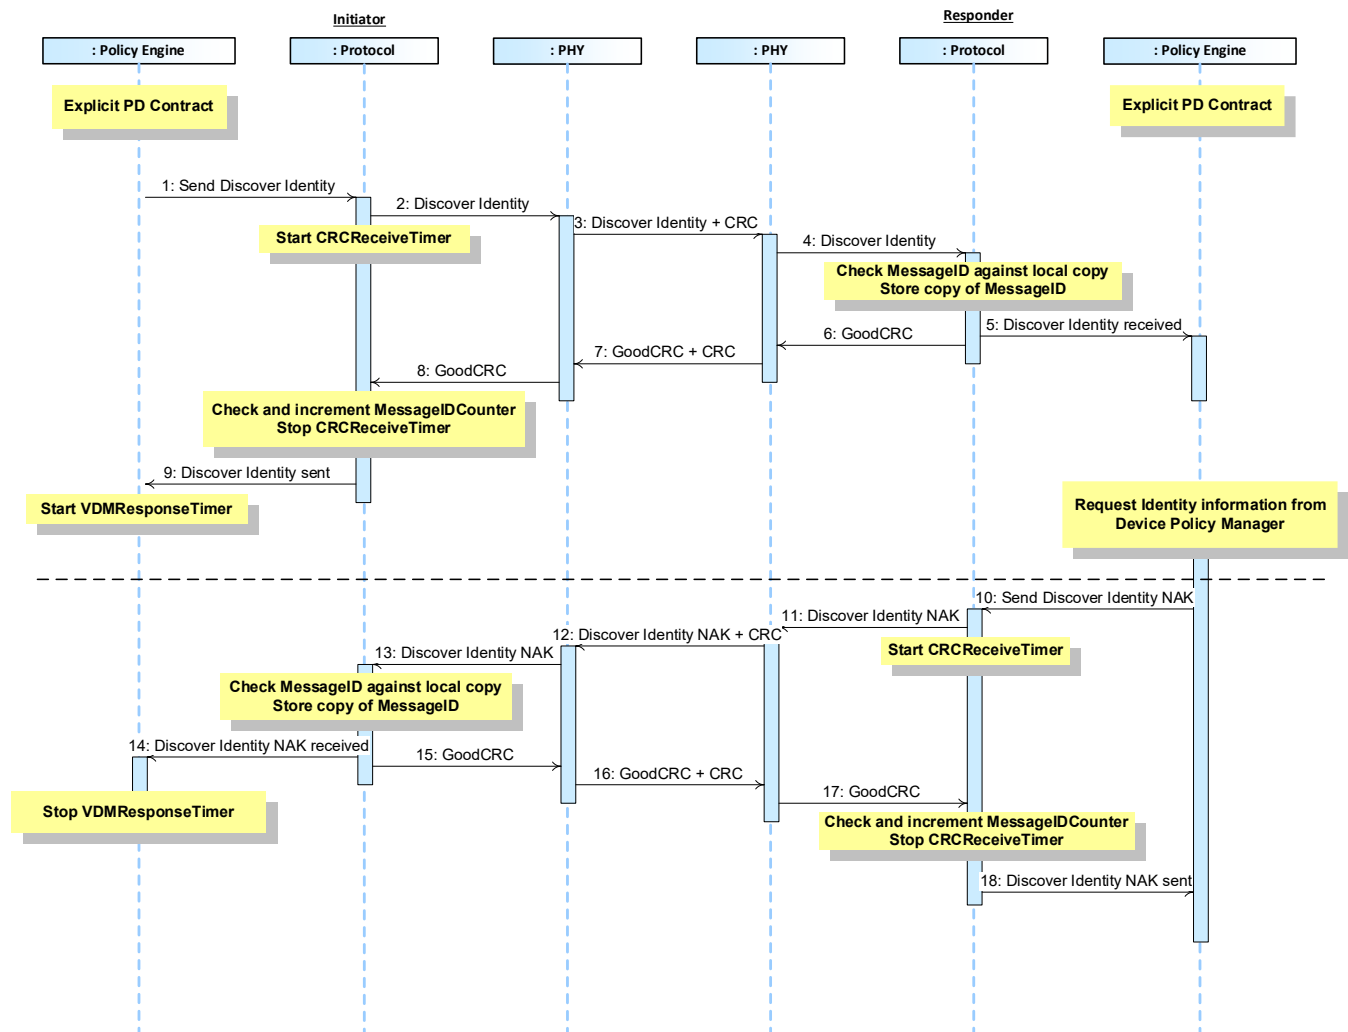 Initiator
Responder
: Policy Engine
: Protocol
: PHY
: PHY
: Protocol
: Policy Engine
Explicit PD Contract
Explicit PD Contract
1: Send Discover Identity
2: Discover Identity
3: Discover Identity + CRC
Start CRCReceiveTimer
4: Discover Identity
Check MessageID against local copy
Store copy of MessageID
5: Discover Identity received
6: GoodCRC
7: GoodCRC + CRC
8: GoodCRC
Check and increment MessageIDCounter
Stop CRCReceiveTimer
9: Discover Identity sent
Start VDMResponseTimer
Request Identity information from
Device Policy Manager
10: Send Discover Identity NAK
11: Discover Identity NAK
12: Discover Identity NAK + CRC
Start CRCReceiveTimer
13: Discover Identity NAK
Check MessageID against local copy
Store copy of MessageID
14: Discover Identity NAK received
15: GoodCRC
16: GoodCRC + CRC
17: GoodCRC
Stop VDMResponseTimer
Check and increment MessageIDCounter
Stop CRCReceiveTimer
18: Discover Identity NAK sent